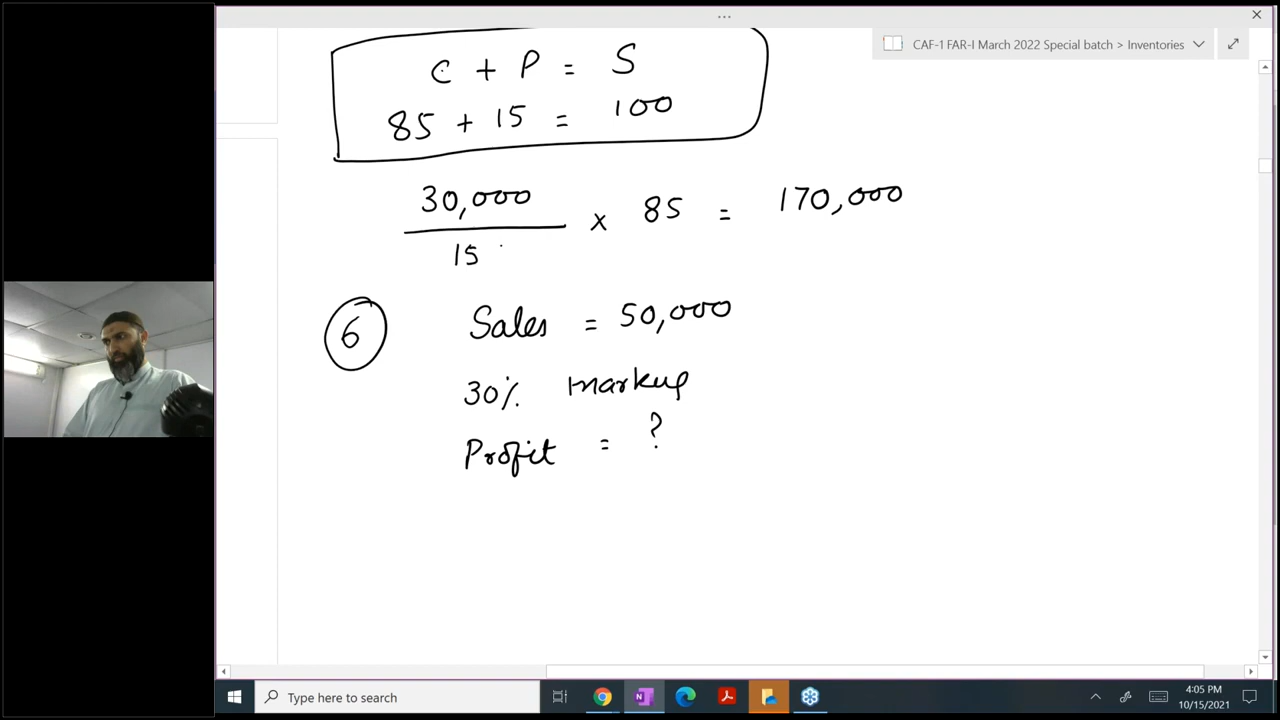 CAF-1 FAR-I March 2022 Special batch > Inventories
C + P = S
85 + 15 = 100
30,000
15
× 85 = 170,000
6
Sales = 50,000
30% markup
Profit = ?
Type here to search
4:05 PM
10/15/2021